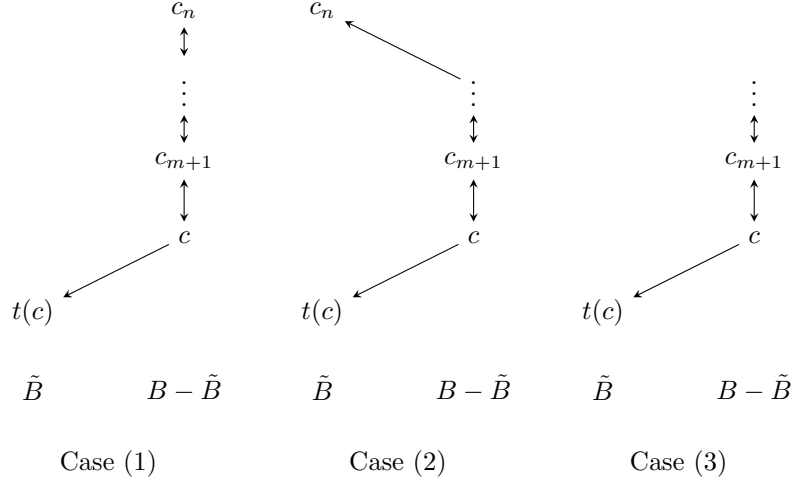 c_n c_n
⋮ ⋮ ⋮
c_{m+1} c_{m+1} c_{m+1}
c c c
t(c) t(c) t(c)
B̃ B − B̃ B̃ B − B̃ B̃ B − B̃
Case (1) Case (2) Case (3)